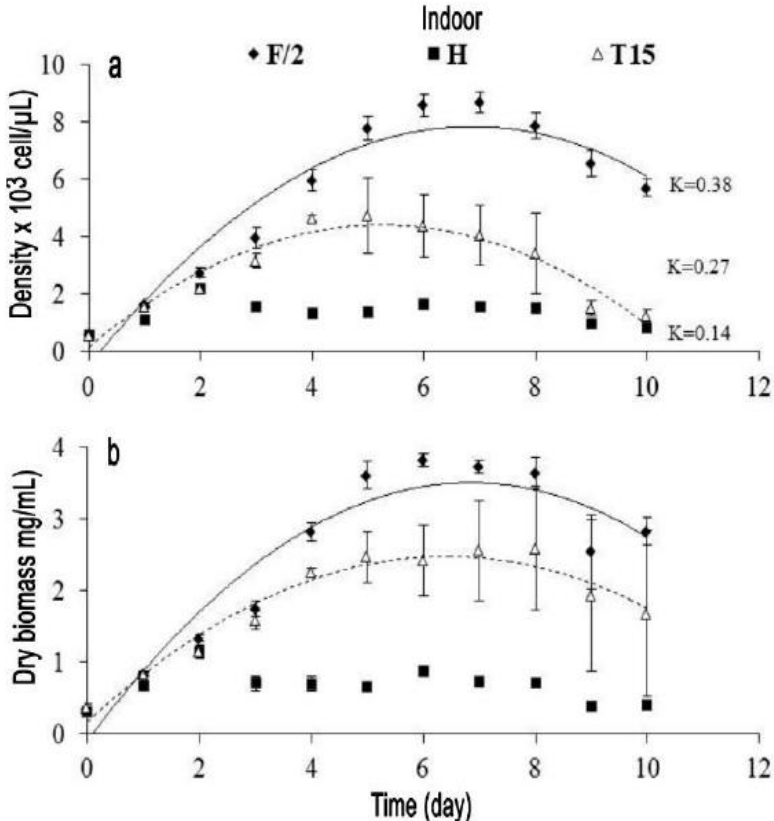 Indoor
F/2 H T15
a
Density x 10³ cell/µL
10
8
6
4
2
0
K=0.38
K=0.27
K=0.14
0 2 4 6 8 10 12
b
Dry biomass mg/mL
4
3
2
1
0
0 2 4 6 8 10 12
Time (day)